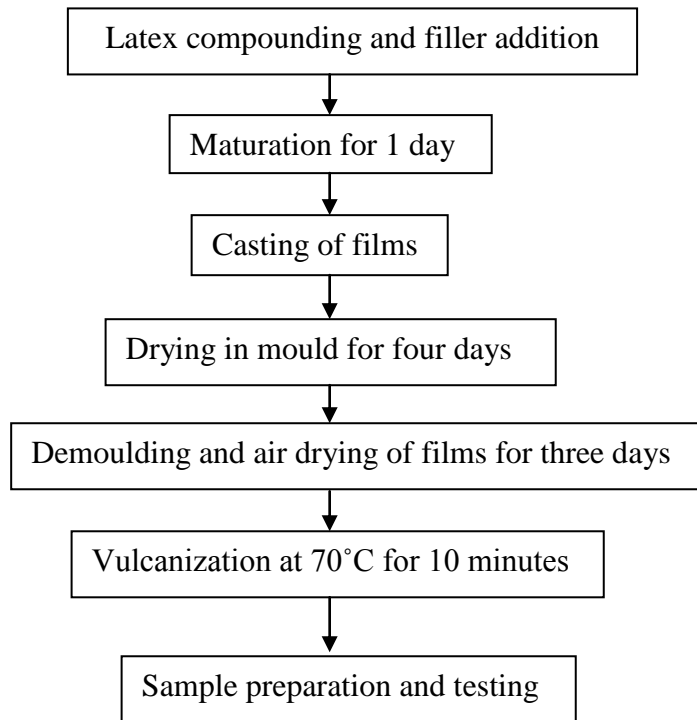 Latex compounding and filler addition
Maturation for 1 day
Casting of films
Drying in mould for four days
Demoulding and air drying of films for three days
Vulcanization at 70˚C for 10 minutes
Sample preparation and testing